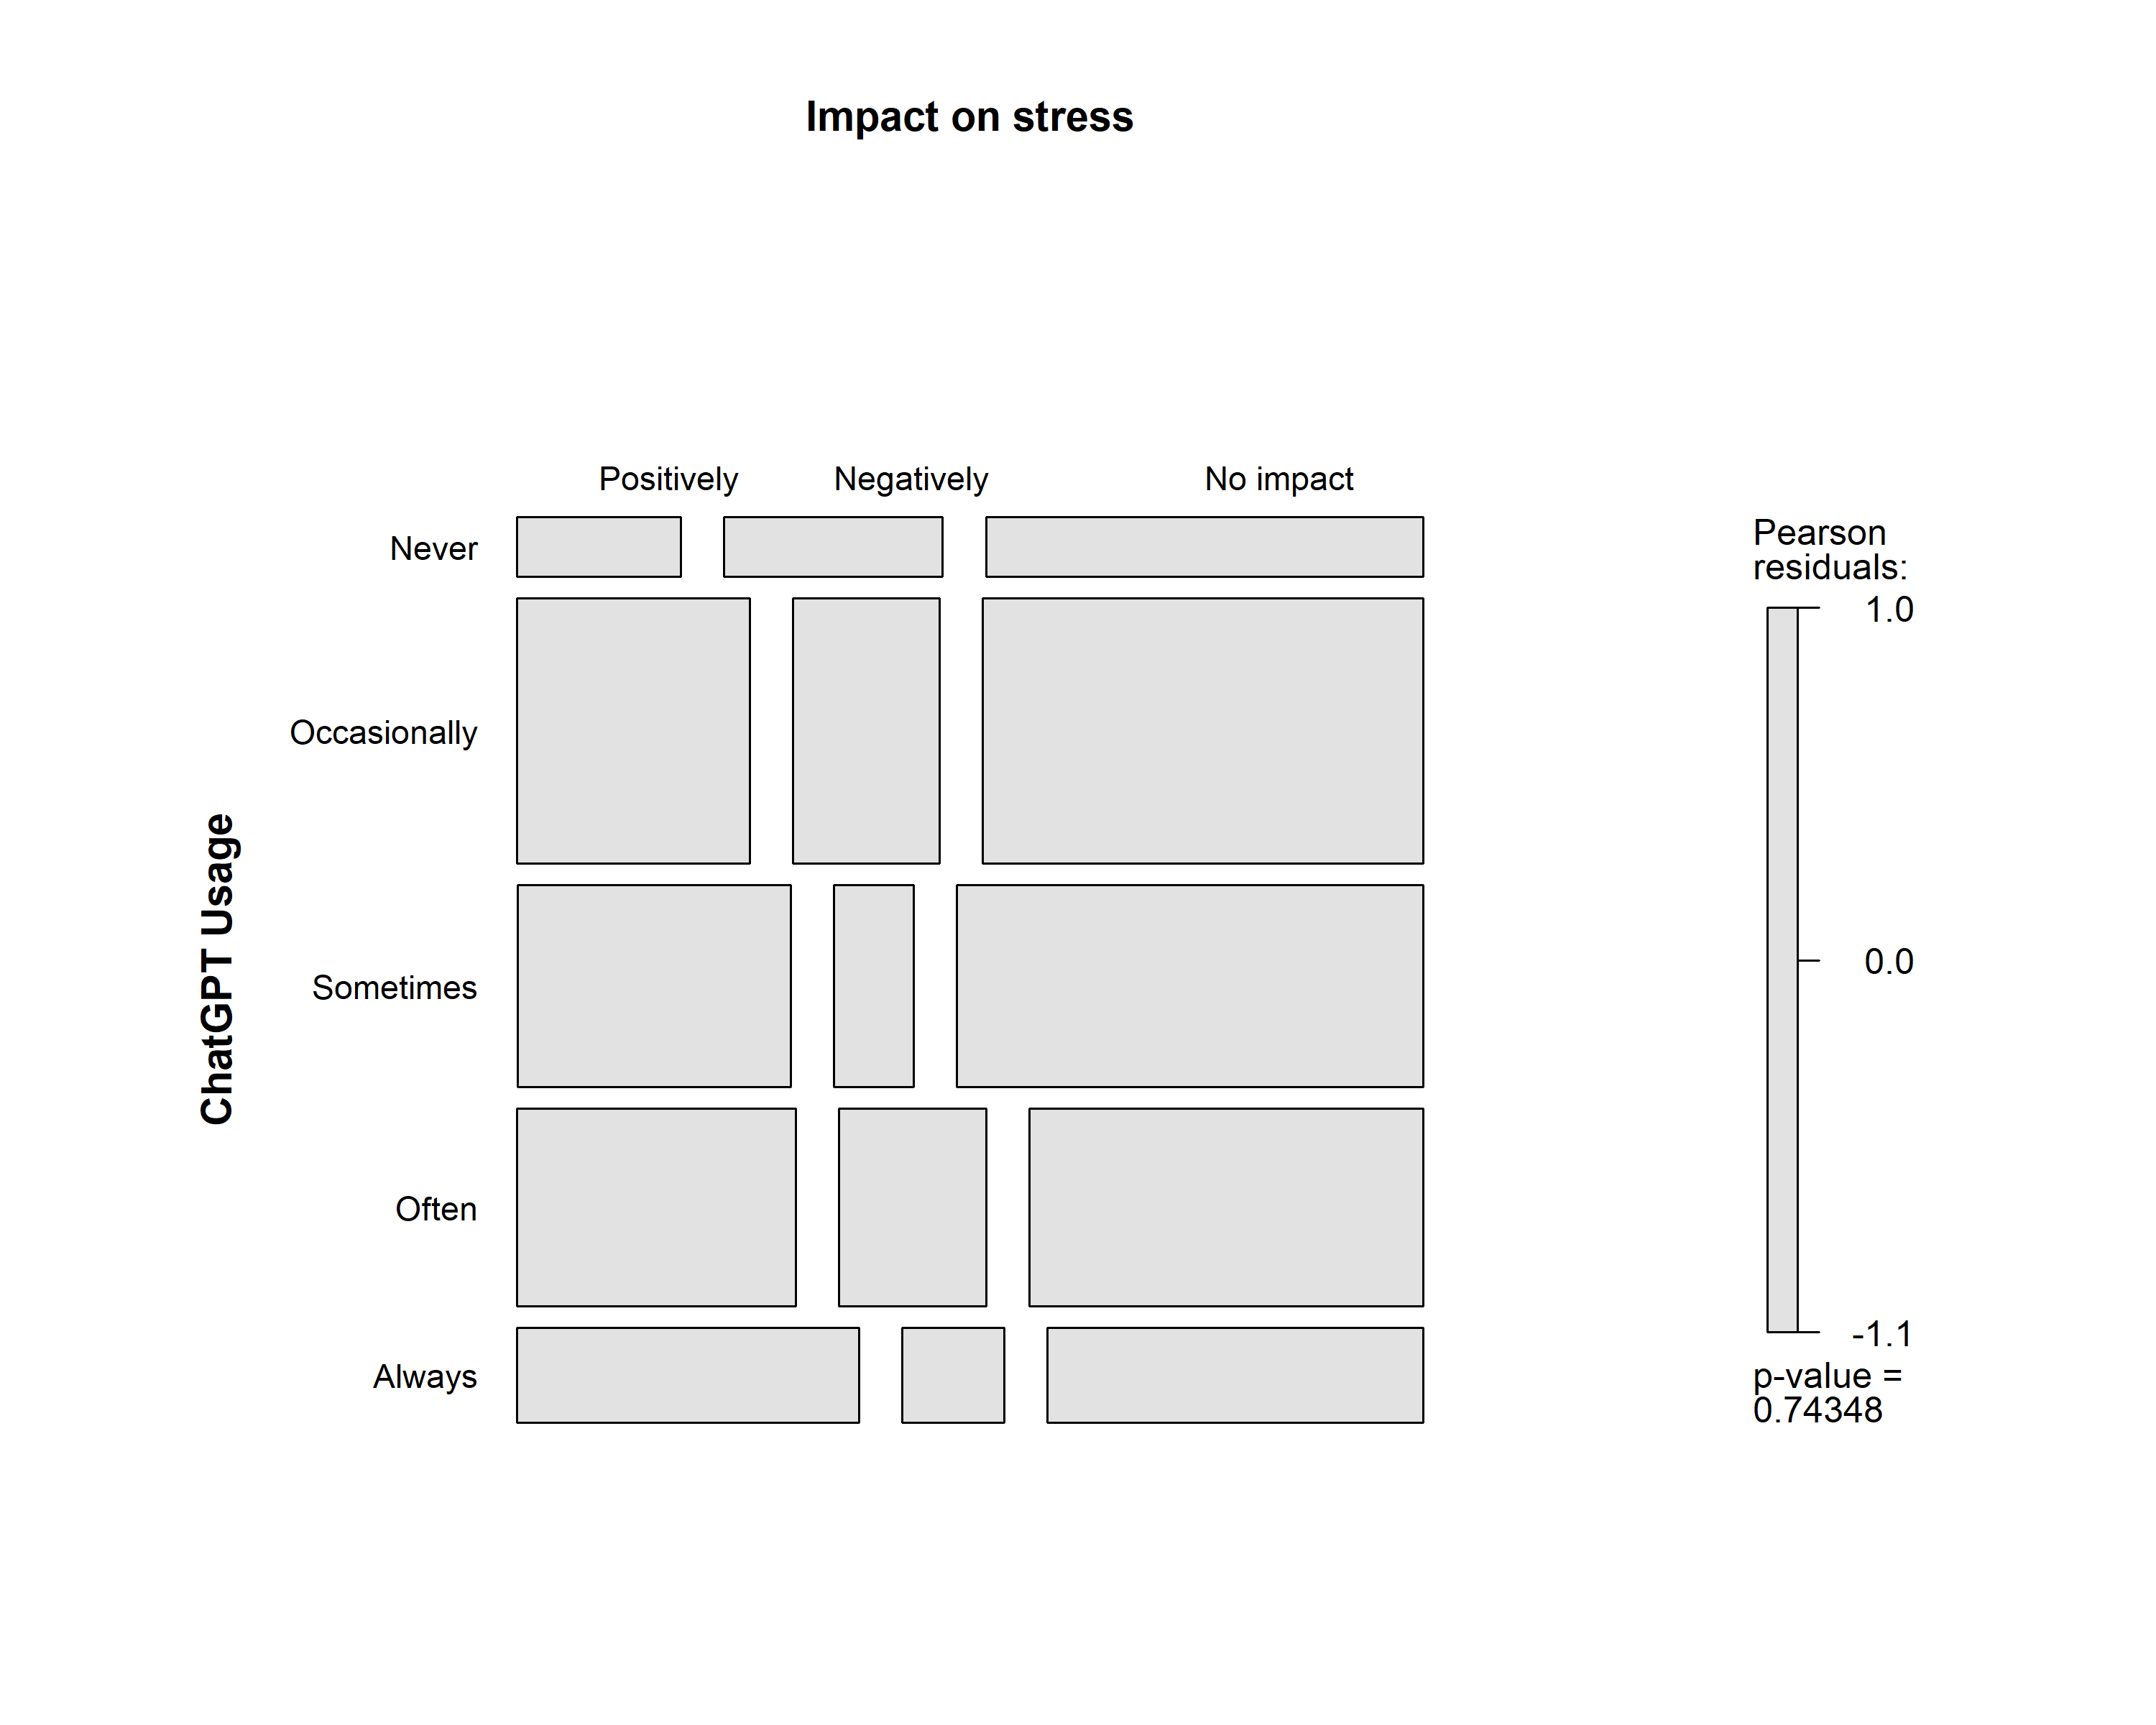 Impact on stress
Positively Negatively No impact
Never
Occasionally
Sometimes
Often
Always
ChatGPT Usage
Pearson
residuals:
1.0
0.0
-1.1
p-value =
0.74348